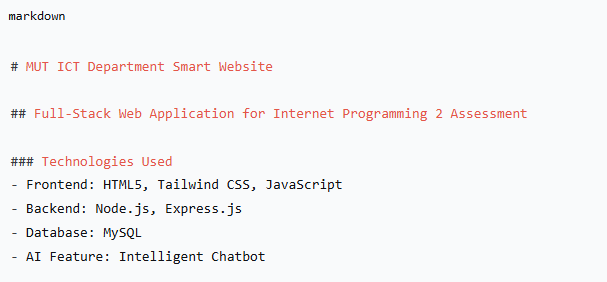 markdown
# MUT ICT Department Smart Website
## Full-Stack Web Application for Internet Programming 2 Assessment
### Technologies Used
- Frontend: HTML5, Tailwind CSS, JavaScript
- Backend: Node.js, Express.js
- Database: MySQL
- AI Feature: Intelligent Chatbot